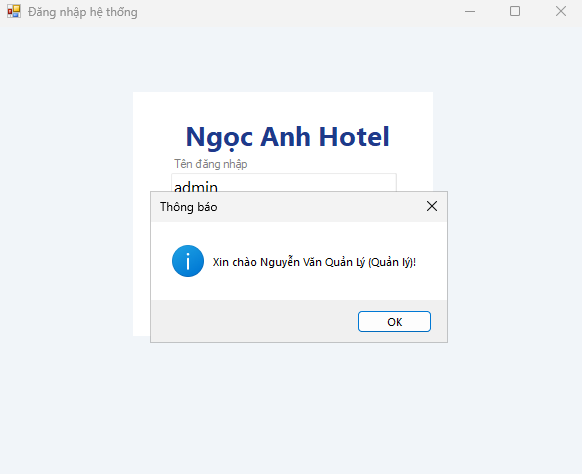 Đăng nhập hệ thống
Ngọc Anh Hotel
Tên đăng nhập
admin
Thông báo
Xin chào Nguyễn Văn Quản Lý (Quản lý)!
OK